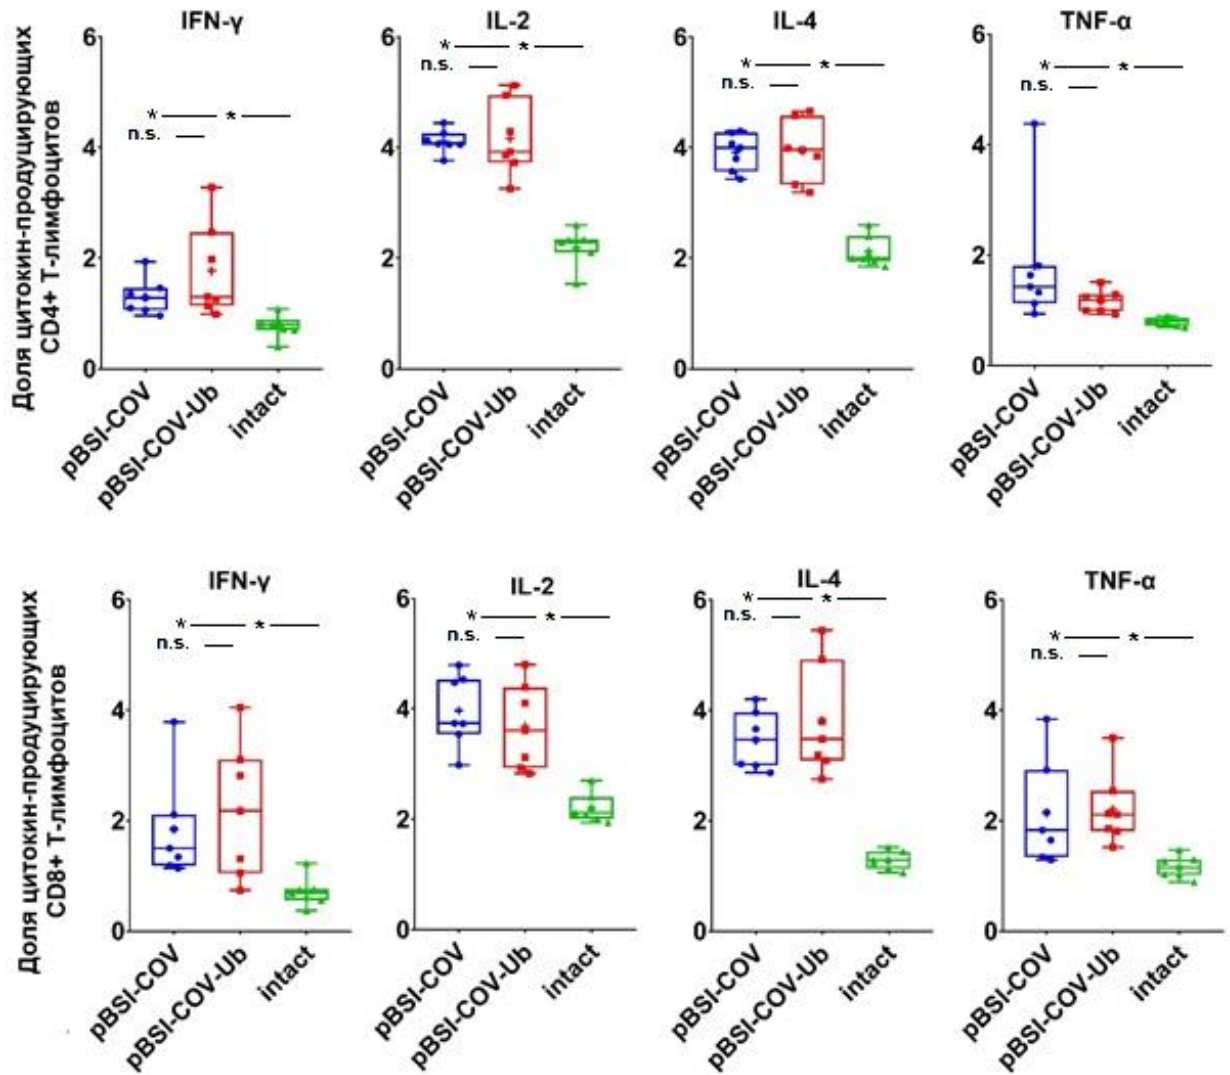 IFN-γ IL-2 IL-4 TNF-α
Доля цитокин-продуцирующих
CD4+ Т-лимфоцитов
6 6 6 6
* * * * * * * *
n.s. n.s. n.s. n.s.
4 4 4 4
2 2 2 2
0 0 0 0
pBSI-COV pBSI-COV-Ub intact pBSI-COV pBSI-COV-Ub intact pBSI-COV pBSI-COV-Ub intact pBSI-COV pBSI-COV-Ub intact
IFN-γ IL-2 IL-4 TNF-α
Доля цитокин-продуцирующих
CD8+ Т-лимфоцитов
6 6 6 6
* * * * * * * *
n.s. n.s. n.s. n.s.
4 4 4 4
2 2 2 2
0 0 0 0
pBSI-COV pBSI-COV-Ub intact pBSI-COV pBSI-COV-Ub intact pBSI-COV pBSI-COV-Ub intact pBSI-COV pBSI-COV-Ub intact